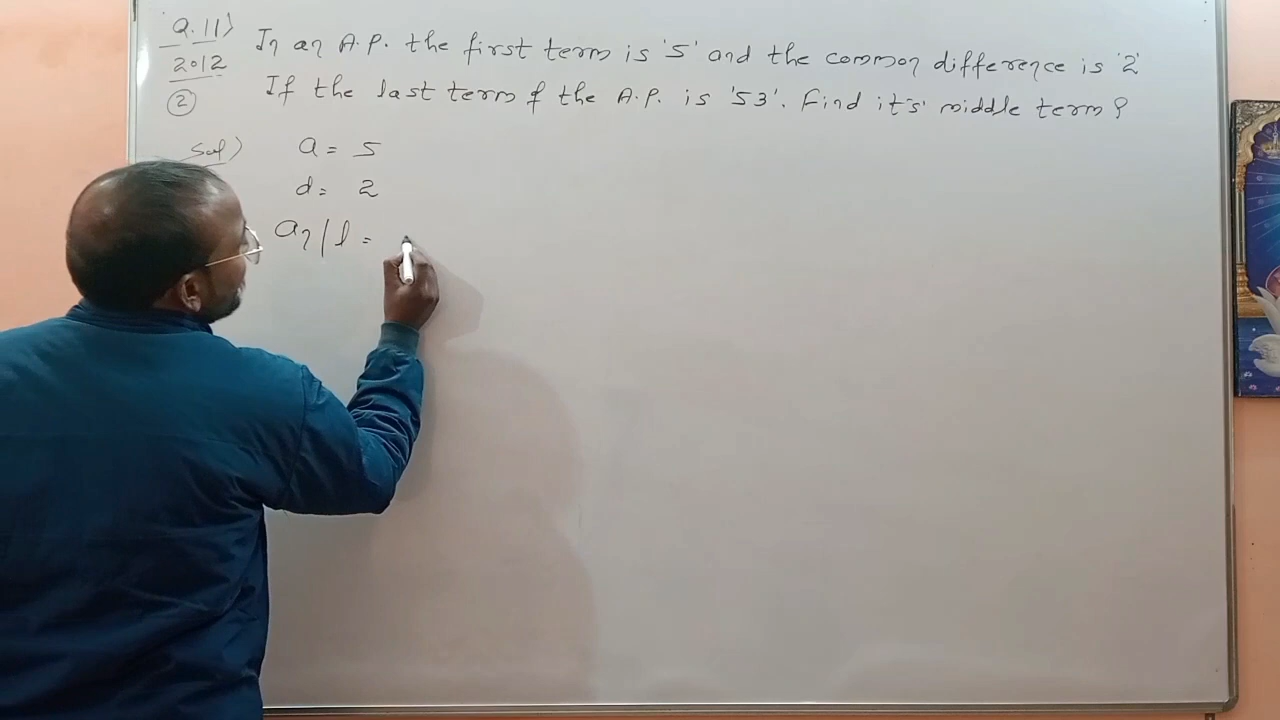 Q.11) In an A.P. the first term is '5' and the common difference is '2'
2012 If the last term of the A.P. is '53'. Find it's middle term?
(2)
Sol) a = 5
d = 2
an/l =